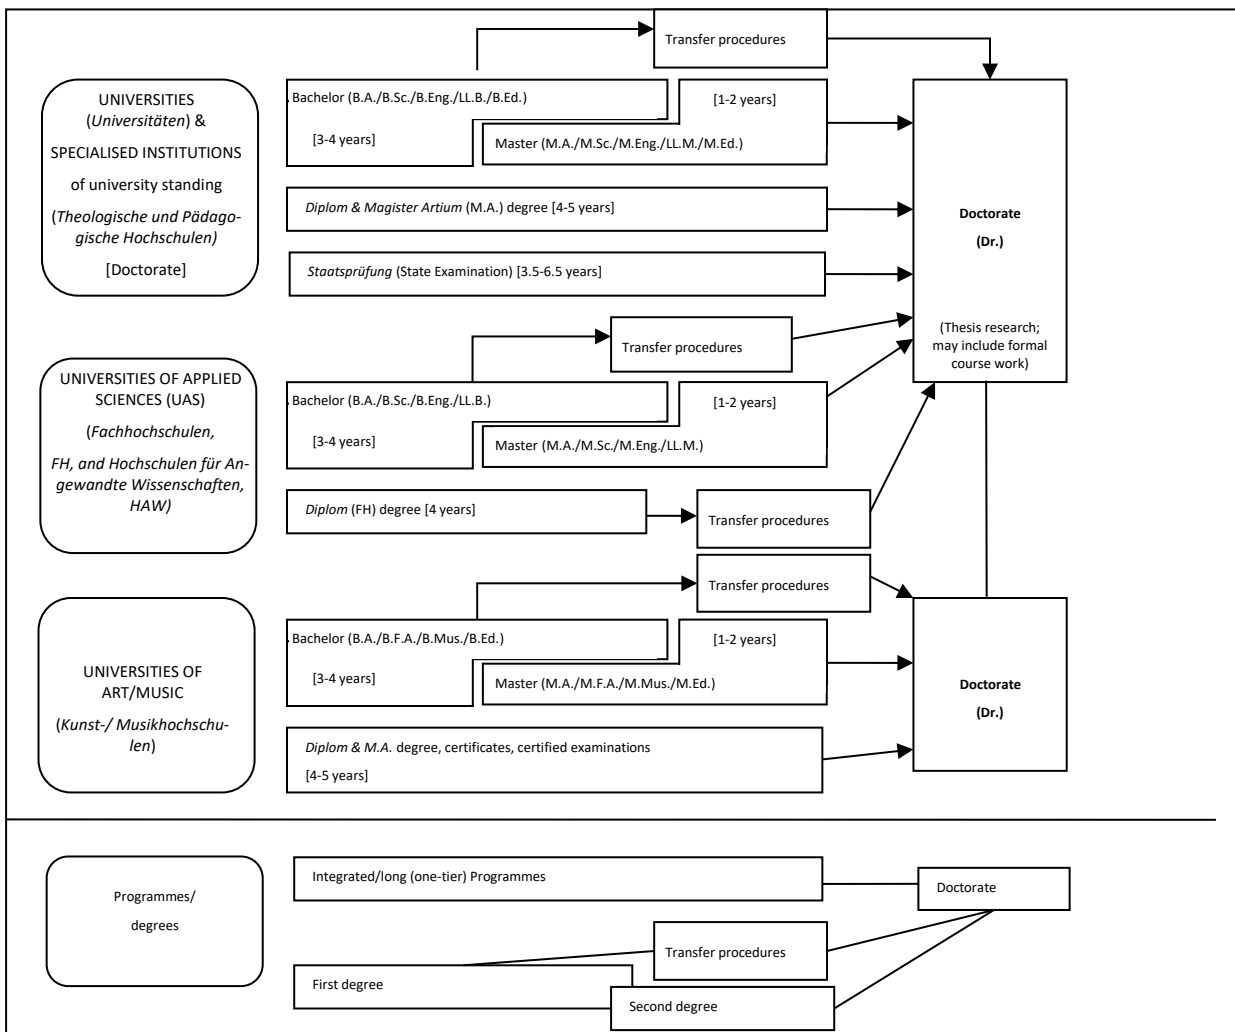 Transfer procedures
UNIVERSITIES
(Universitäten) &
SPECIALISED INSTITUTIONS
of university standing
(Theologische und Pädago-
gische Hochschulen)
[Doctorate]
Bachelor (B.A./B.Sc./B.Eng./LL.B./B.Ed.)
[3-4 years]
[1-2 years]
Master (M.A./M.Sc./M.Eng./LL.M./M.Ed.)
Diplom & Magister Artium (M.A.) degree [4-5 years]
Staatsprüfung (State Examination) [3.5-6.5 years]
Doctorate
(Dr.)
(Thesis research;
may include formal
course work)
UNIVERSITIES OF APPLIED
SCIENCES (UAS)
(Fachhochschulen,
FH, and Hochschulen für An-
gewandte Wissenschaften,
HAW)
Transfer procedures
Bachelor (B.A./B.Sc./B.Eng./LL.B.)
[3-4 years]
[1-2 years]
Master (M.A./M.Sc./M.Eng./LL.M.)
Diplom (FH) degree [4 years]
Transfer procedures
Transfer procedures
UNIVERSITIES OF
ART/MUSIC
(Kunst-/ Musikhochschu-
len)
Bachelor (B.A./B.F.A./B.Mus./B.Ed.)
[3-4 years]
[1-2 years]
Master (M.A./M.F.A./M.Mus./M.Ed.)
Diplom & M.A. degree, certificates, certified examinations
[4-5 years]
Doctorate
(Dr.)
Programmes/
degrees
Integrated/long (one-tier) Programmes
Doctorate
Transfer procedures
First degree
Second degree